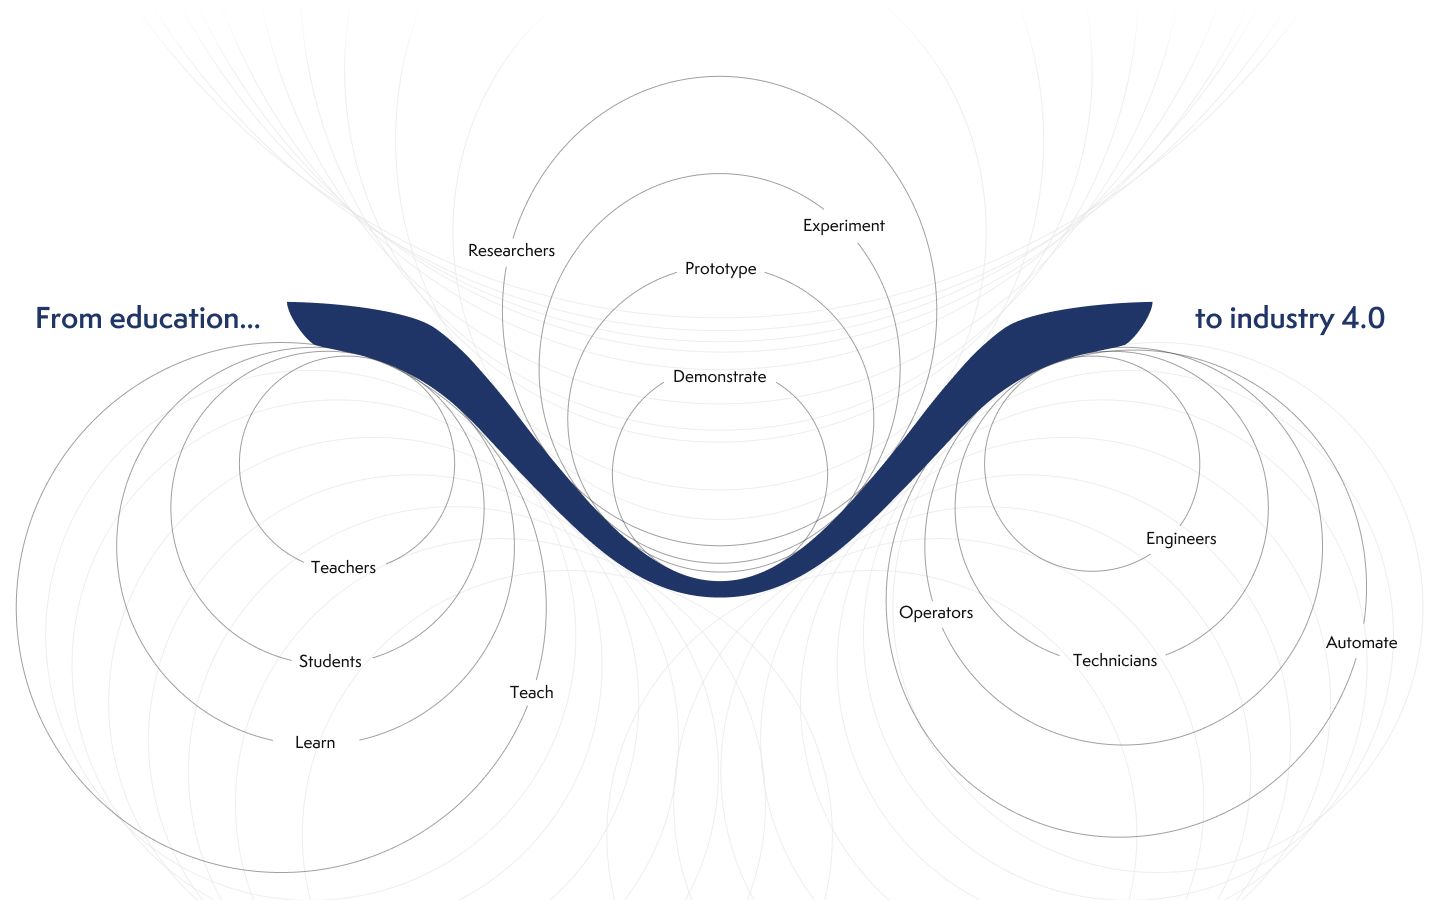 Experiment
Researchers
Prototype
From education...
to industry 4.0
Demonstrate
Engineers
Teachers
Operators
Automate
Students
Technicians
Teach
Learn